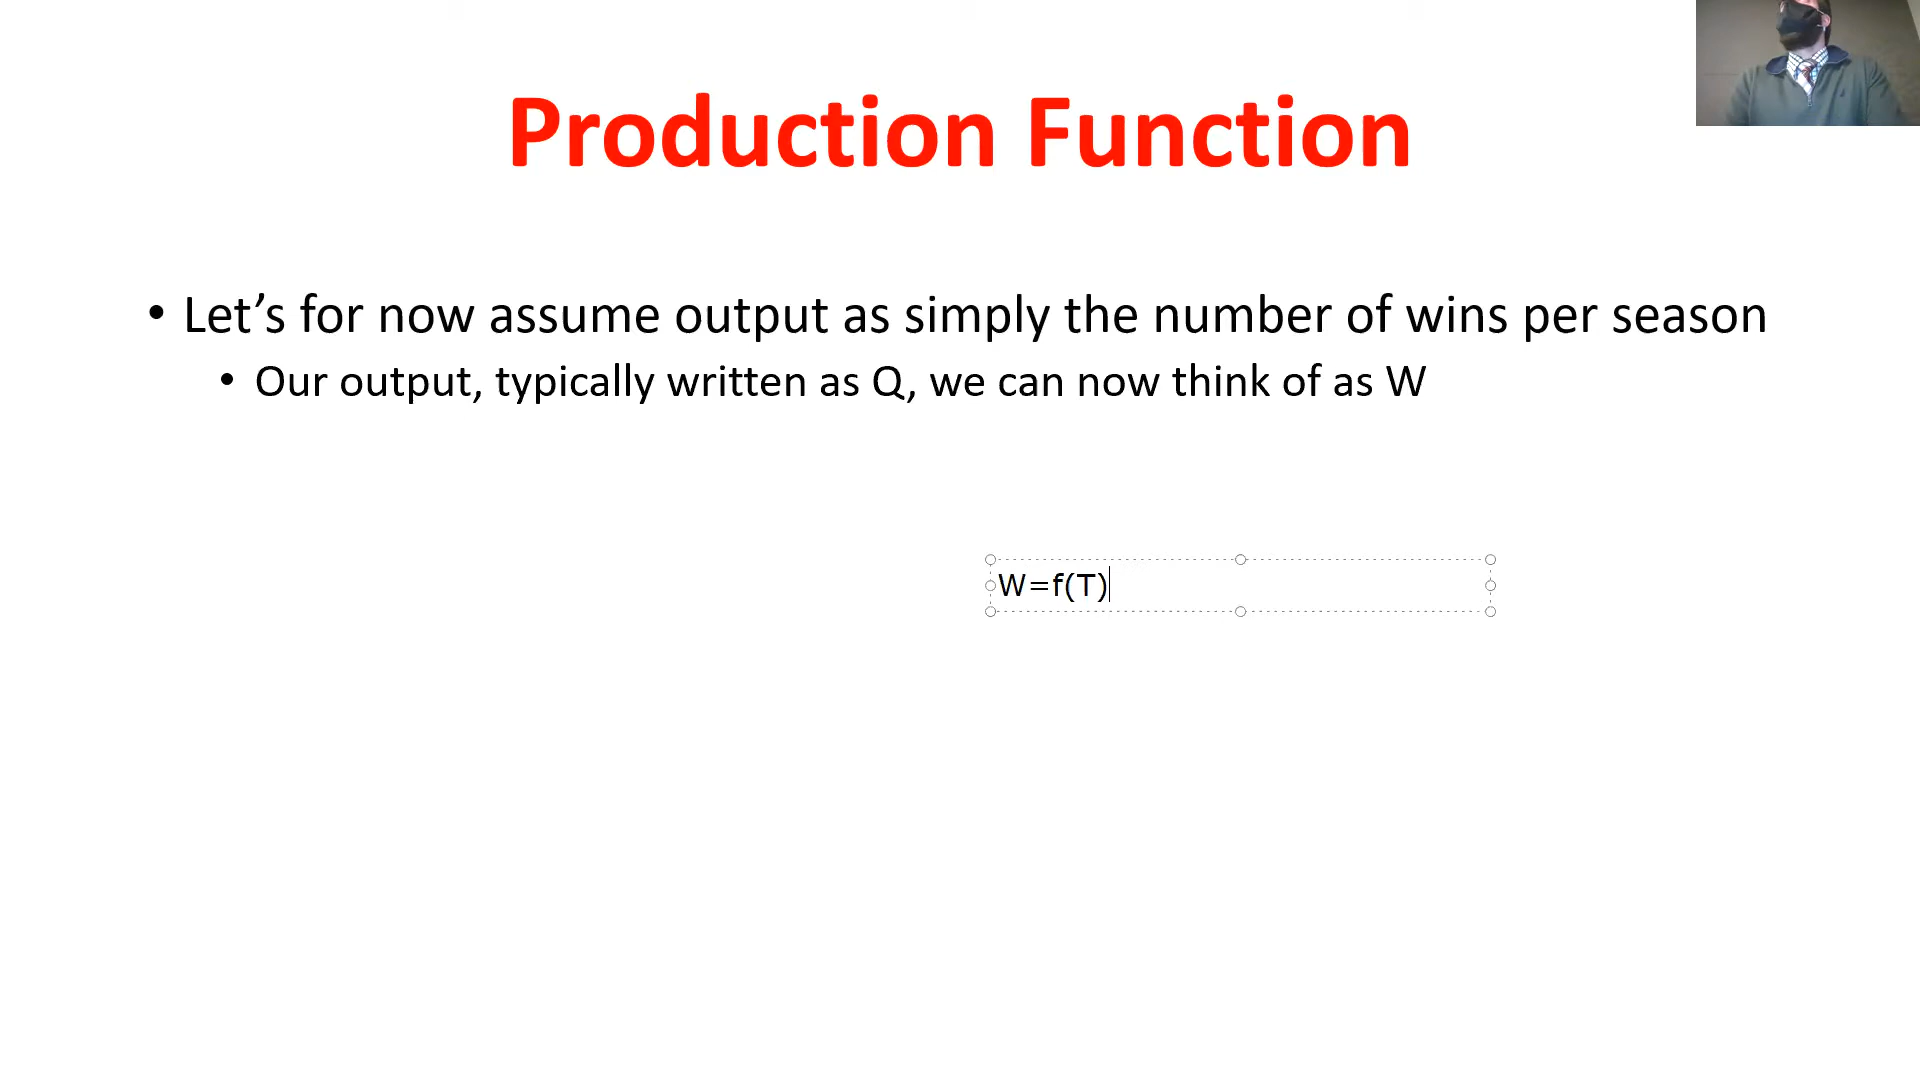 Production Function
• Let’s for now assume output as simply the number of wins per season
• Our output, typically written as Q, we can now think of as W
W=f(T)